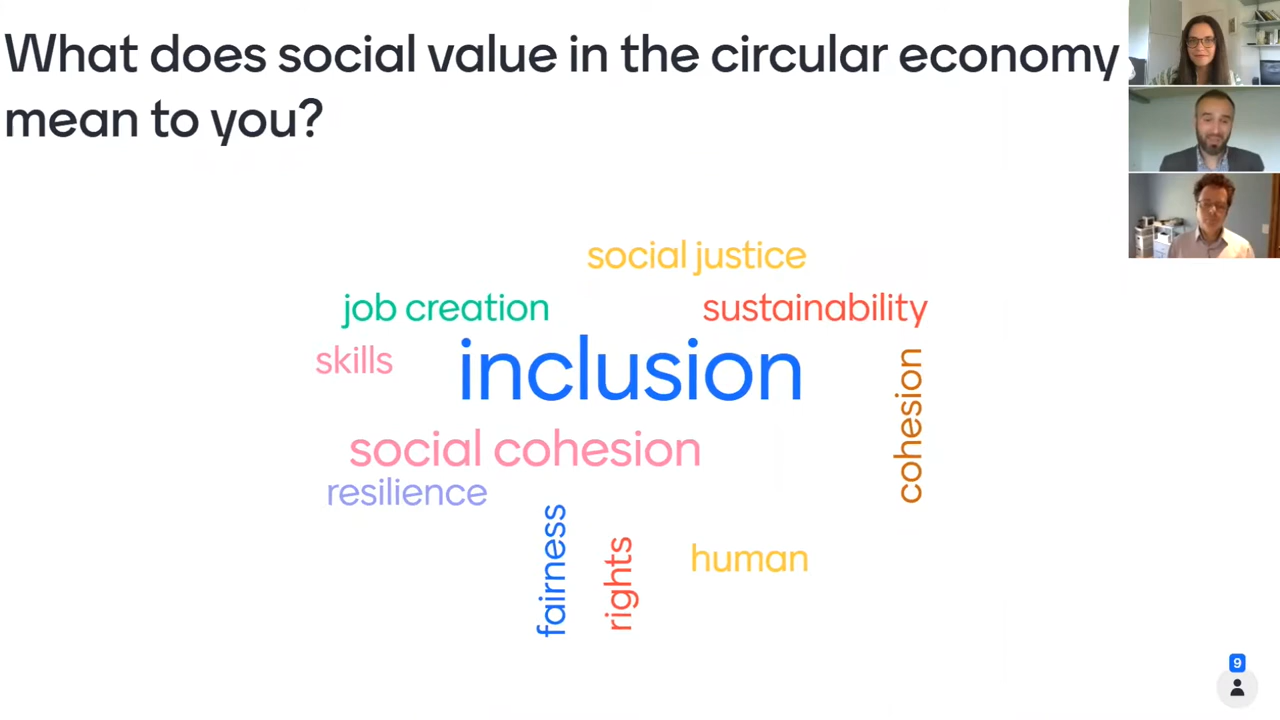 What does social value in the circular economy
mean to you?
social justice
job creation
sustainability
skills
inclusion
cohesion
social cohesion
resilience
fairness
rights
human
9